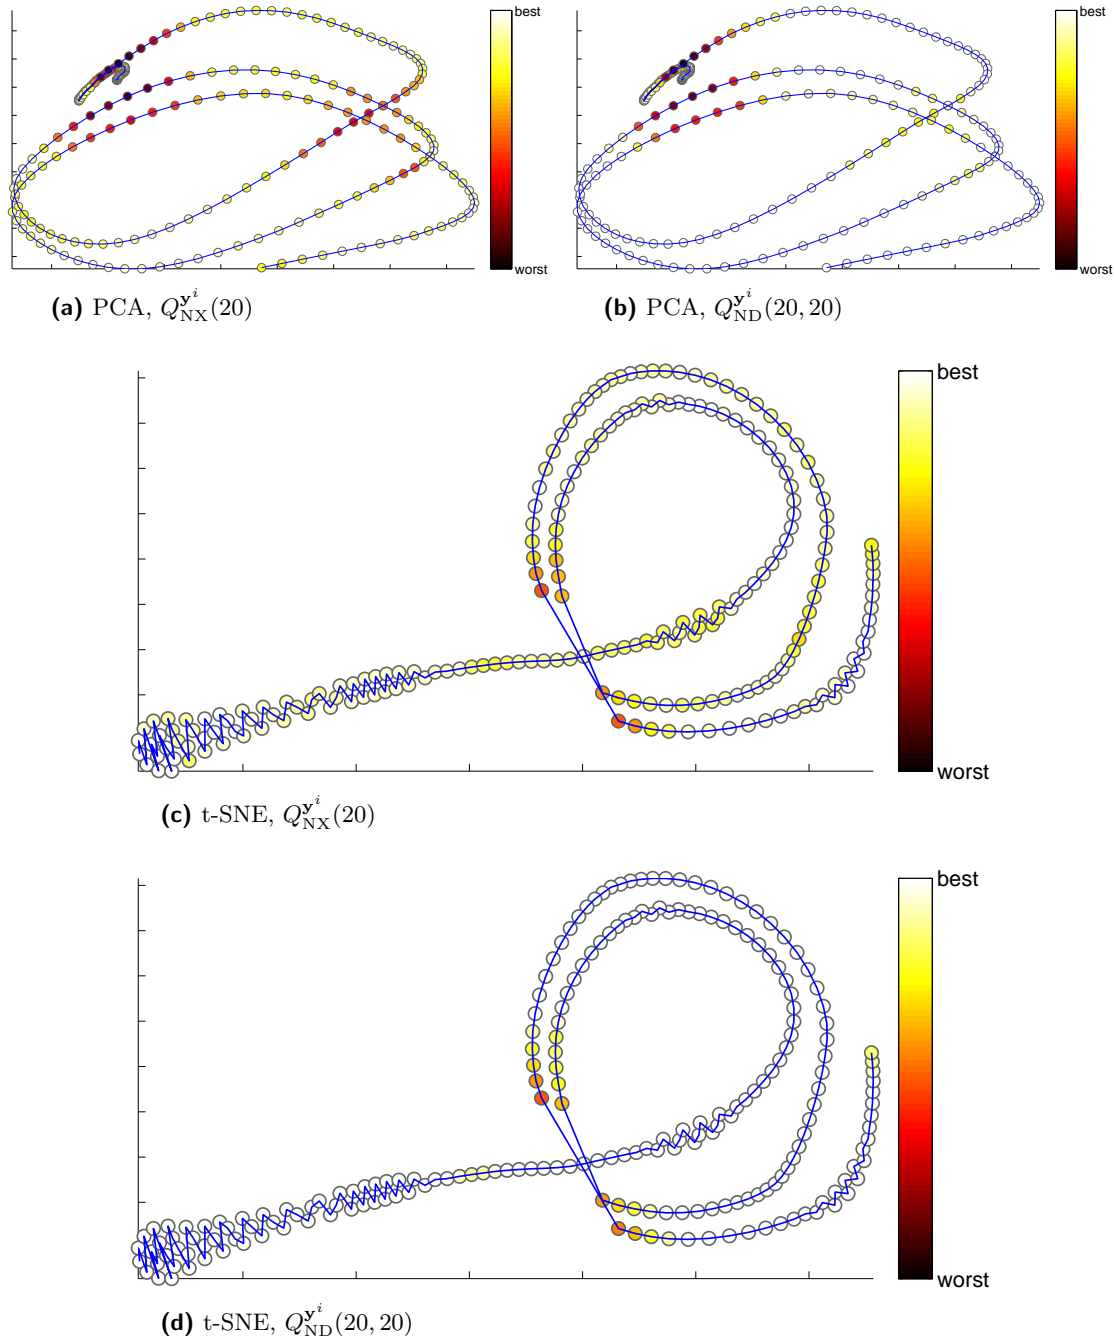 best
worst
best
worst
(a) PCA, Q_NX^{y^i}(20)
(b) PCA, Q_ND^{y^i}(20, 20)
best
worst
(c) t-SNE, Q_NX^{y^i}(20)
best
worst
(d) t-SNE, Q_ND^{y^i}(20, 20)